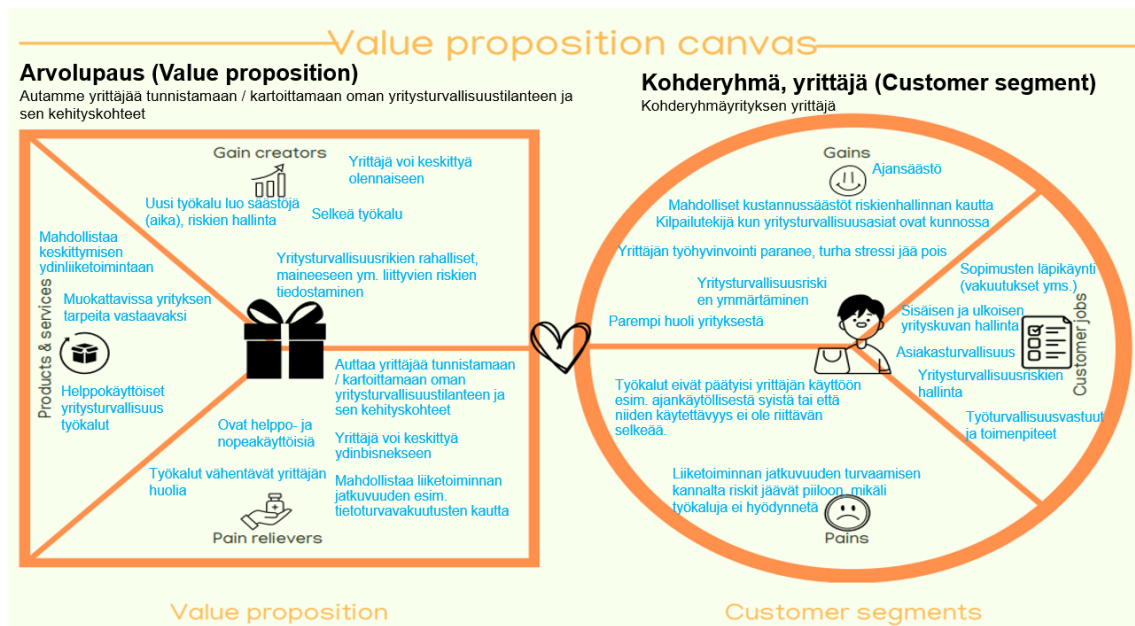 Value proposition canvas
Arvolupaus (Value proposition)
Autamme yrittäjää tunnistamaan / kartoittamaan oman yritysturvallisuustilanteen ja
sen kehityskohteet
Kohderyhmä, yrittäjä (Customer segment)
Kohderyhmäyrityksen yrittäjä
Gain creators
Yrittäjä voi keskittyä
olennaiseen
Uusi työkalu luo säästöjä
(aika), riskien hallinta
Selkeä työkalu
Yritysturvallisuusrikien rahalliset,
maineeseen ym. liittyvien riskien
tiedostaminen
Products & services
Mahdollistaa
keskittymisen
ydinliiketoimintaan
Muokattavissa yrityksen
tarpeita vastaavaksi
Helppokäyttöiset
yritysturvallisuus
työkalut
Auttaa yrittäjää tunnistamaan
/ kartoittamaan oman
yritysturvallisuustilanteen ja
sen kehityskohteet
Ovat helppo- ja
nopeakäyttöisiä
Yrittäjä voi keskittyä
ydinbisnekseen
Työkalut vähentävät yrittäjän
huolia
Mahdollistaa liiketoiminnan
jatkuvuuden esim.
tietoturvavakuutusten kautta
Pain relievers
Value proposition
Gains
Ajansäästö
Mahdolliset kustannussäästöt riskienhallinnan kautta
Kilpailutekijä kun yritysturvallisuusasiat ovat kunnossa
Yrittäjän työhyvinvointi paranee, turha stressi jää pois
Yritysturvallisuusriski
en ymmärtäminen
Parempi huoli yrityksestä
Customer jobs
Sopimusten läpikäynti
(vakuutukset yms.)
Sisäisen ja ulkoisen
yrityskuvan hallinta
Asiakasturvallisuus
Yritysturvallisuusriskien
hallinta
Työturvallisuusvastuut
ja toimenpiteet
Työkalut eivät päätyisi yrittäjän käyttöön
esim. ajankäytöllisestä syistä tai että
niiden käytettävyys ei ole riittävän
selkeää.
Liiketoiminnan jatkuvuuden turvaamisen
kannalta riskit jäävät piiloon, mikäli
työkaluja ei hyödynnetä
Pains
Customer segments